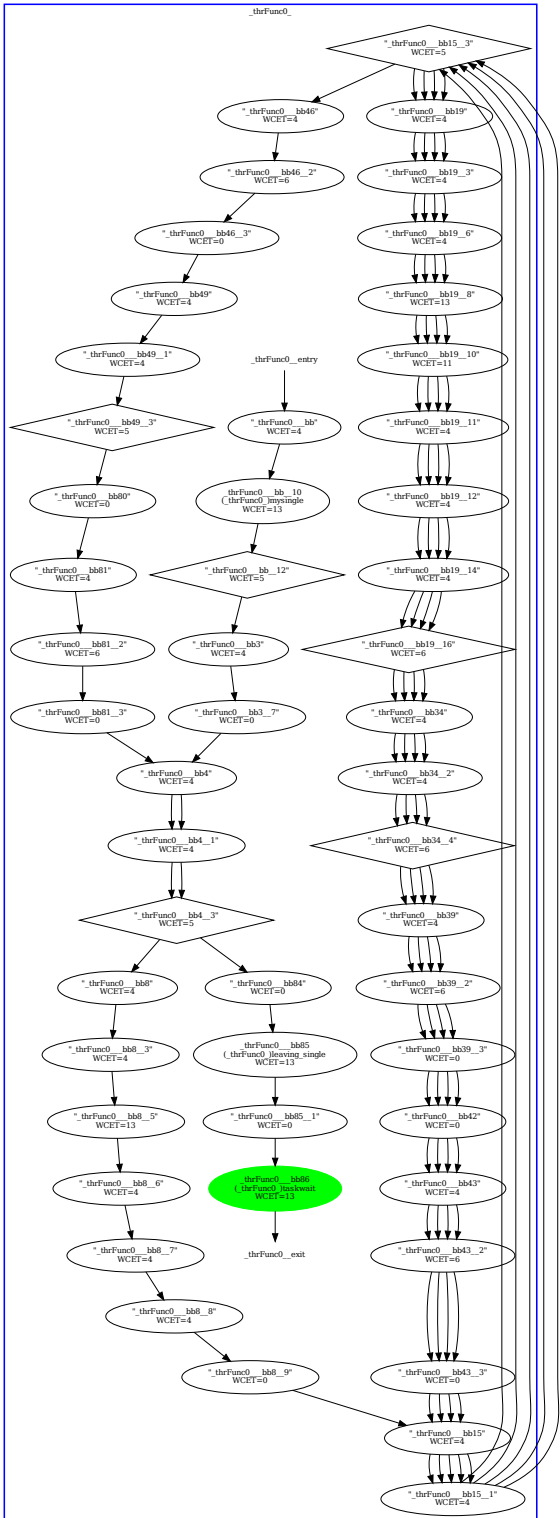 _thrFunc0_
"_thrFunc0___bb15__3"
WCET=5
"_thrFunc0___bb46"
WCET=4
"_thrFunc0___bb19"
WCET=4
"_thrFunc0___bb46__2"
WCET=6
"_thrFunc0___bb19__3"
WCET=4
"_thrFunc0___bb46__3"
WCET=0
"_thrFunc0___bb19__6"
WCET=4
"_thrFunc0___bb49"
WCET=4
"_thrFunc0___bb19__8"
WCET=13
"_thrFunc0___bb49__1"
WCET=4
_thrFunc0__entry
"_thrFunc0___bb19__10"
WCET=11
"_thrFunc0___bb49__3"
WCET=5
"_thrFunc0___bb"
WCET=4
"_thrFunc0___bb19__11"
WCET=4
"_thrFunc0___bb80"
WCET=0
_thrFunc0___bb__10
(_thrFunc0_)mysingle
WCET=13
"_thrFunc0___bb19__12"
WCET=4
"_thrFunc0___bb81"
WCET=4
"_thrFunc0___bb__12"
WCET=5
"_thrFunc0___bb19__14"
WCET=4
"_thrFunc0___bb81__2"
WCET=6
"_thrFunc0___bb3"
WCET=4
"_thrFunc0___bb19__16"
WCET=6
"_thrFunc0___bb81__3"
WCET=0
"_thrFunc0___bb3__7"
WCET=0
"_thrFunc0___bb34"
WCET=4
"_thrFunc0___bb4"
WCET=4
"_thrFunc0___bb34__2"
WCET=4
"_thrFunc0___bb4__1"
WCET=4
"_thrFunc0___bb34__4"
WCET=6
"_thrFunc0___bb4__3"
WCET=5
"_thrFunc0___bb39"
WCET=4
"_thrFunc0___bb8"
WCET=4
"_thrFunc0___bb84"
WCET=0
"_thrFunc0___bb39__2"
WCET=6
"_thrFunc0___bb8__3"
WCET=4
_thrFunc0___bb85
(_thrFunc0_)leaving_single
WCET=13
"_thrFunc0___bb39__3"
WCET=0
"_thrFunc0___bb8__5"
WCET=13
"_thrFunc0___bb85__1"
WCET=0
"_thrFunc0___bb42"
WCET=0
"_thrFunc0___bb8__6"
WCET=4
_thrFunc0___bb86
(_thrFunc0_)taskwait
WCET=13
"_thrFunc0___bb43"
WCET=4
"_thrFunc0___bb8__7"
WCET=4
_thrFunc0__exit
"_thrFunc0___bb43__2"
WCET=6
"_thrFunc0___bb8__8"
WCET=4
"_thrFunc0___bb8__9"
WCET=0
"_thrFunc0___bb43__3"
WCET=0
"_thrFunc0___bb15"
WCET=4
"_thrFunc0___bb15__1"
WCET=4